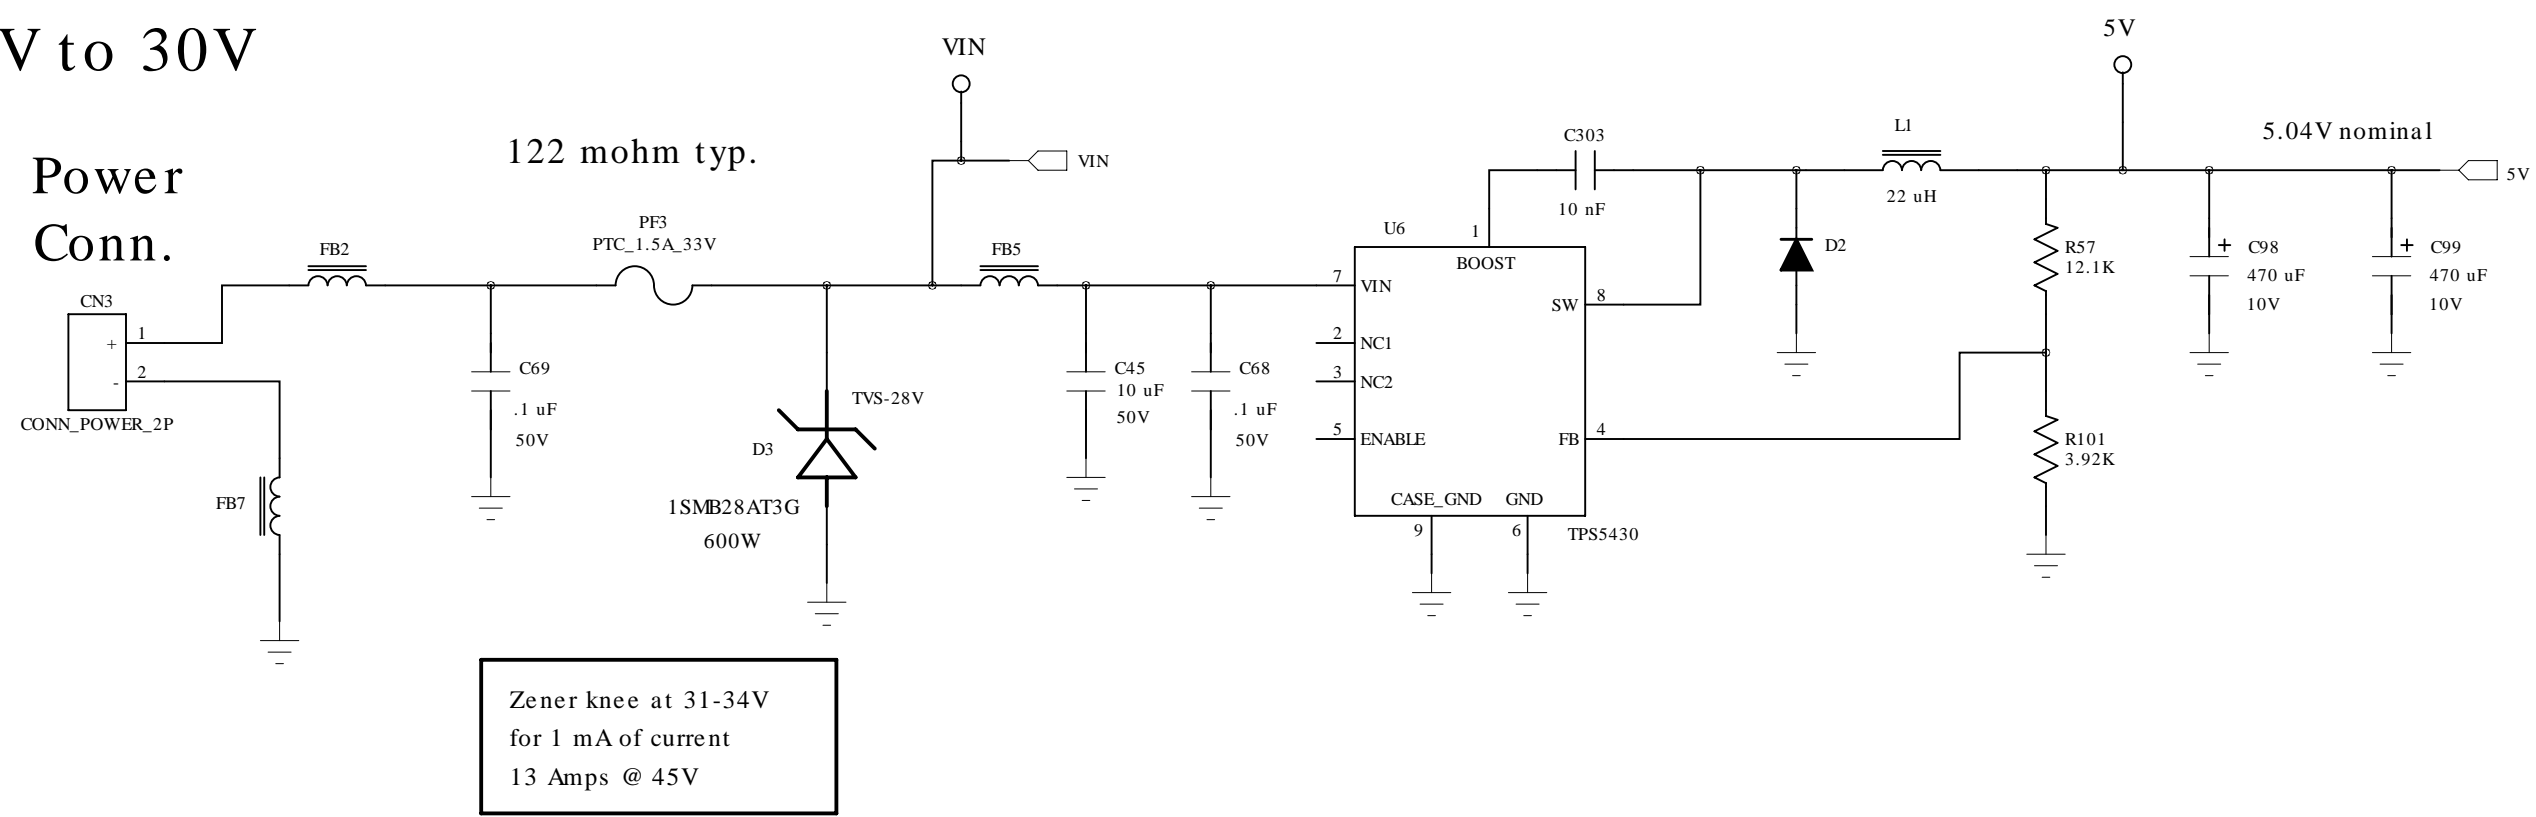 V to 30V
Power
Conn.
122 mohm typ.
VIN
VIN
5V
5.04V nominal
5V
CN3
1
+
2
-
CONN_POWER_2P
FB2
FB7
PF3
PTC_1.5A_33V
C69
.1 uF
50V
TVS-28V
D3
1SMB28AT3G
600W
FB5
C45
10 uF
50V
C68
.1 uF
50V
U6
1
BOOST
7
VIN
SW
8
2
NC1
3
NC2
5
ENABLE
FB
4
CASE_GND
GND
9
6
TPS5430
C303
10 nF
D2
L1
22 uH
R57
12.1K
R101
3.92K
+
C98
470 uF
10V
+
C99
470 uF
10V
Zener knee at 31-34V
for 1 mA of current
13 Amps @ 45V